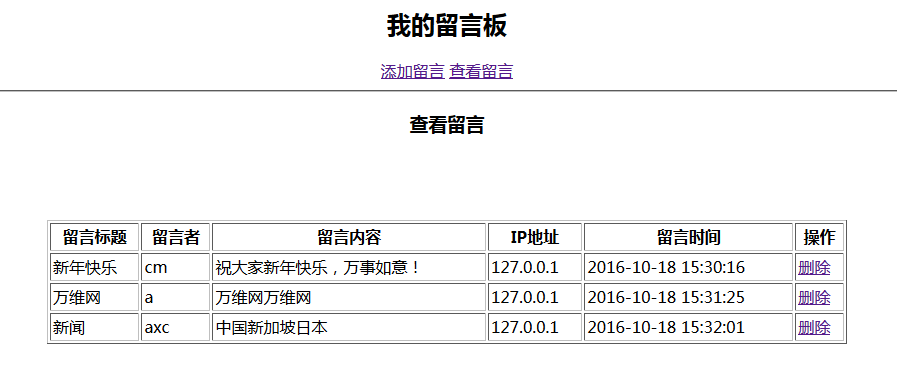 我的留言板
添加留言 查看留言
查看留言
留言标题 留言者 留言内容 IP地址 留言时间 操作
新年快乐 cm 祝大家新年快乐，万事如意！ 127.0.0.1 2016-10-18 15:30:16 删除
万维网 a 万维网万维网 127.0.0.1 2016-10-18 15:31:25 删除
新闻 axc 中国新加坡日本 127.0.0.1 2016-10-18 15:32:01 删除